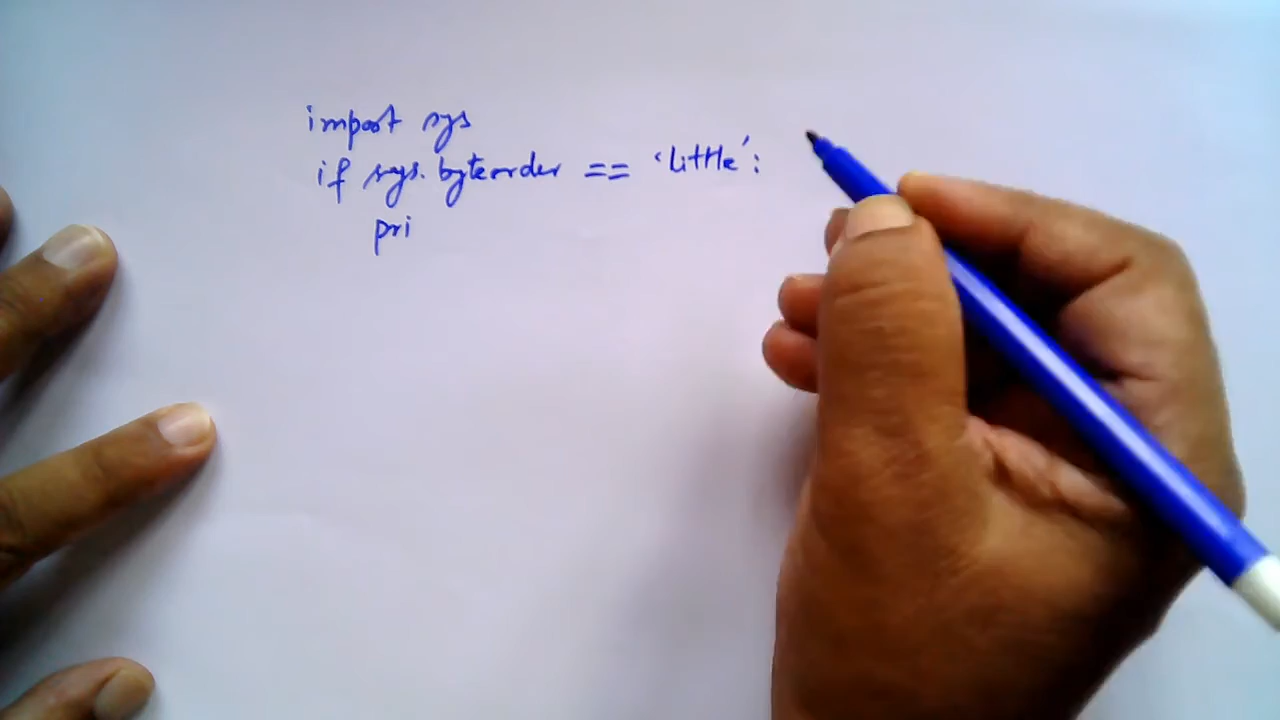 import sys
if sys.byteorder == 'little':
pri